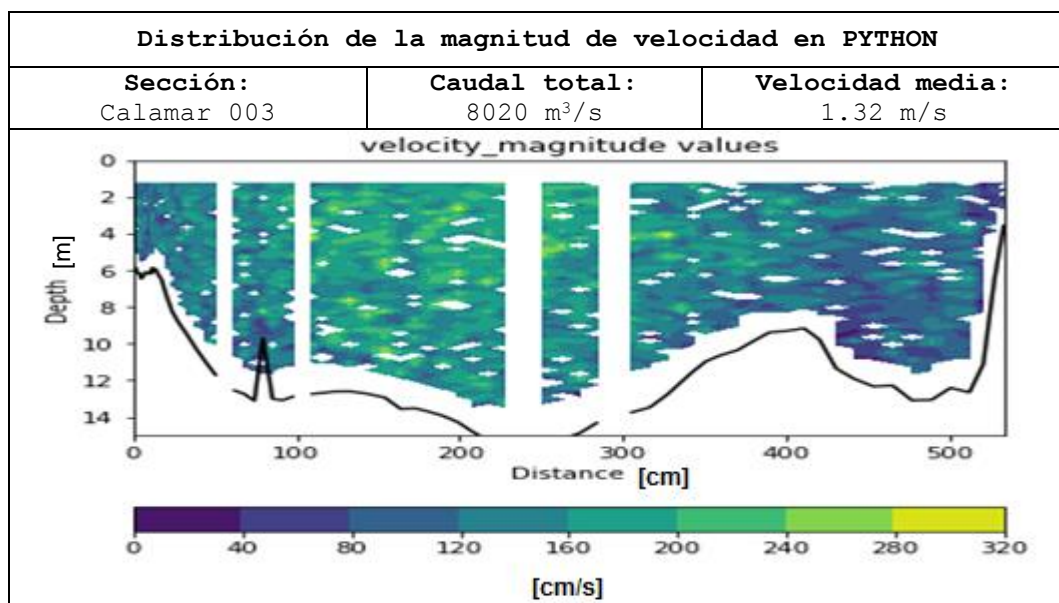 Distribución de la magnitud de velocidad en PYTHON
Sección: Caudal total: Velocidad media:
Calamar 003 8020 m³/s 1.32 m/s
velocity_magnitude values
0
2
4
6
8
10
12
14
Depth [m]
0 100 200 300 400 500
Distance [cm]
0 40 80 120 160 200 240 280 320
[cm/s]